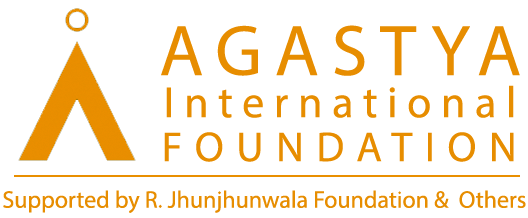 AGASTYA
International
FOUNDATION
Supported by R. Jhunjhunwala Foundation & Others